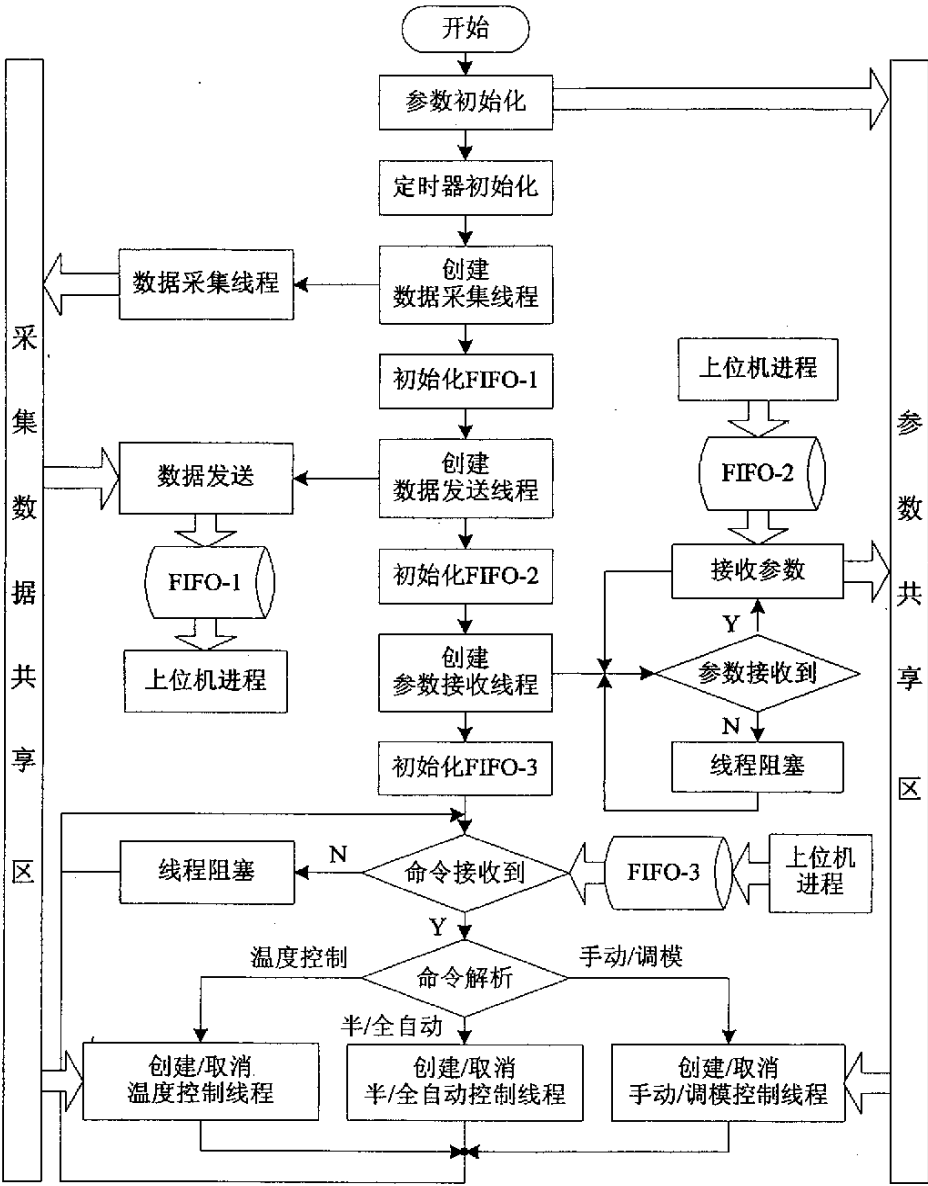 开始
参数初始化
定时器初始化
创建
数据采集线程
数据采集线程
初始化FIFO-1
上位机进程
创建
数据发送线程
数据发送
FIFO-2
FIFO-1
初始化FIFO-2
接收参数
Y
上位机进程
创建
参数接收线程
参数接收到
N
初始化FIFO-3
线程阻塞
线程阻塞
N
命令接收到
FIFO-3
上位机
进程
Y
温度控制
命令解析
手动/调模
半/全自动
创建/取消
温度控制线程
创建/取消
半/全自动控制线程
创建/取消
手动/调模控制线程
采集数据共享区
参数共享区